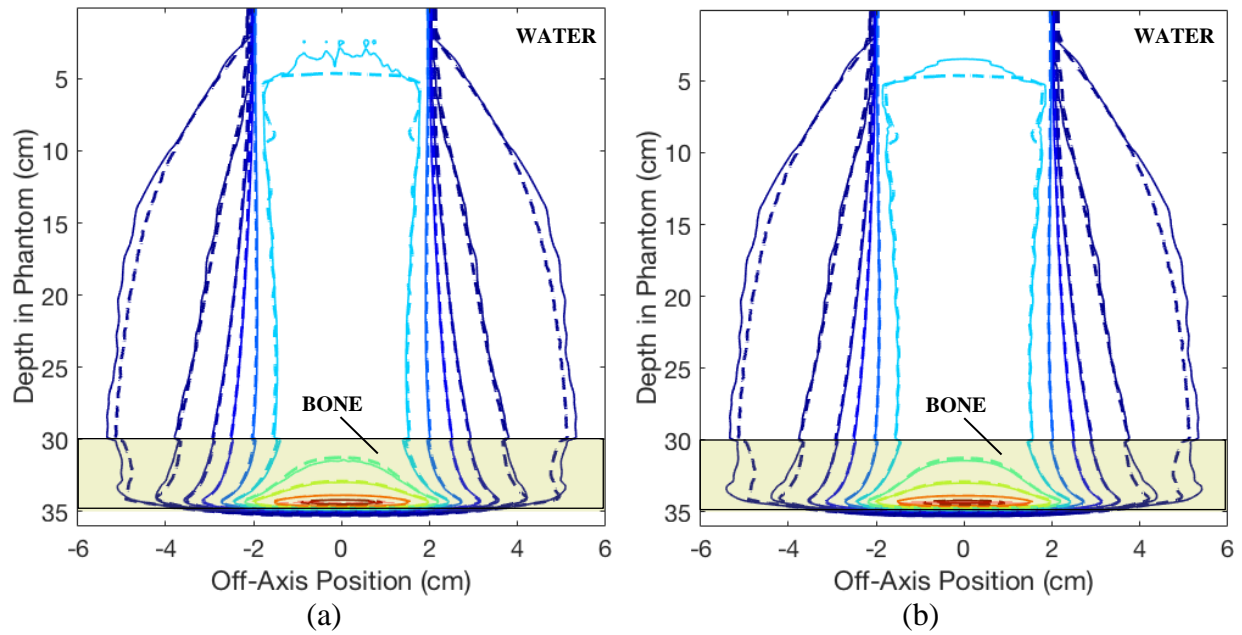 WATER
BONE
5
10
15
20
25
30
35
Depth in Phantom (cm)
-6
-4
-2
0
2
4
6
Off-Axis Position (cm)
(a)
WATER
BONE
5
10
15
20
25
30
35
Depth in Phantom (cm)
-6
-4
-2
0
2
4
6
Off-Axis Position (cm)
(b)